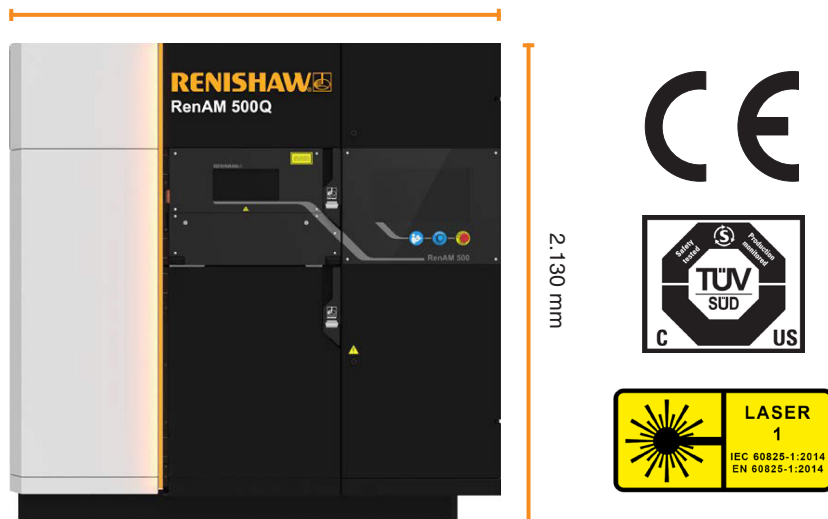 RENISHAW
RenAM 500Q
RENISHAW
RenAM 500
2.130 mm
CE
Safety tested
Production monitored
S
TÜV
SÜD
C US
LASER
1
IEC 60825-1:2014
EN 60825-1:2014